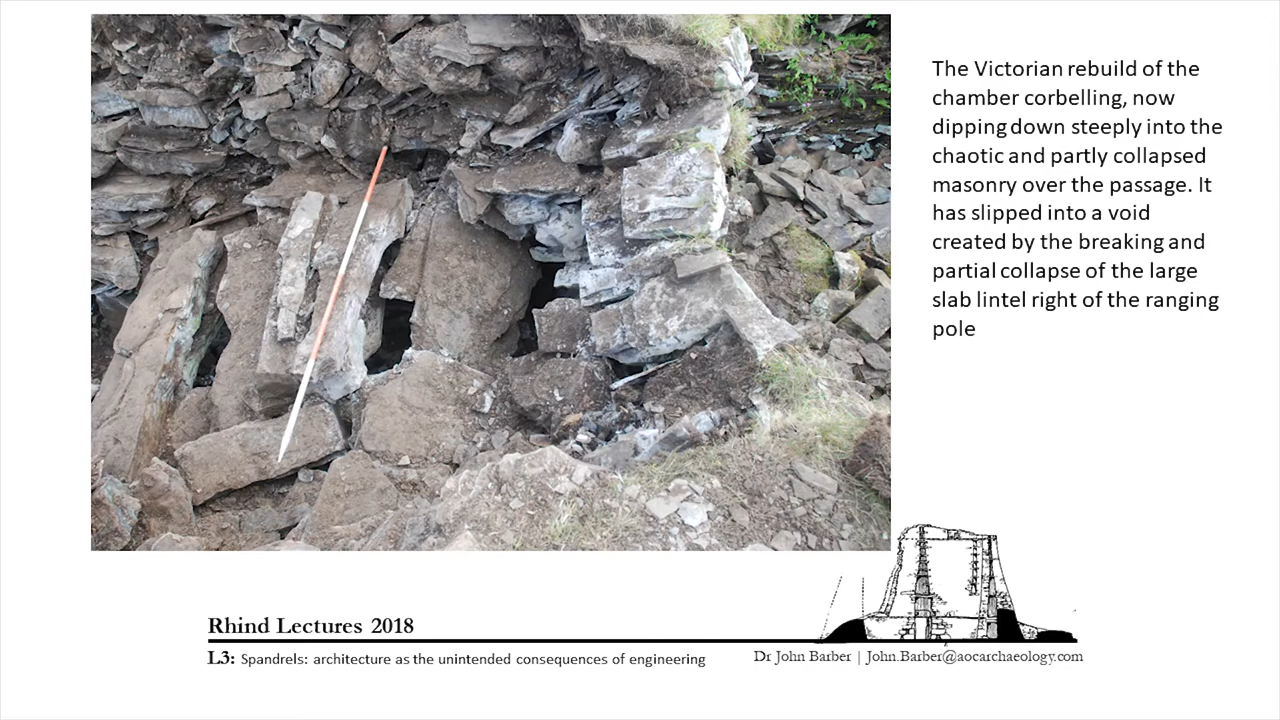 The Victorian rebuild of the
chamber corbelling, now
dipping down steeply into the
chaotic and partly collapsed
masonry over the passage. It
has slipped into a void
created by the breaking and
partial collapse of the large
slab lintel right of the ranging
pole
Rhind Lectures 2018
L3: Spandrels: architecture as the unintended consequences of engineering
Dr John Barber | John.Barber@aocarchaeology.com